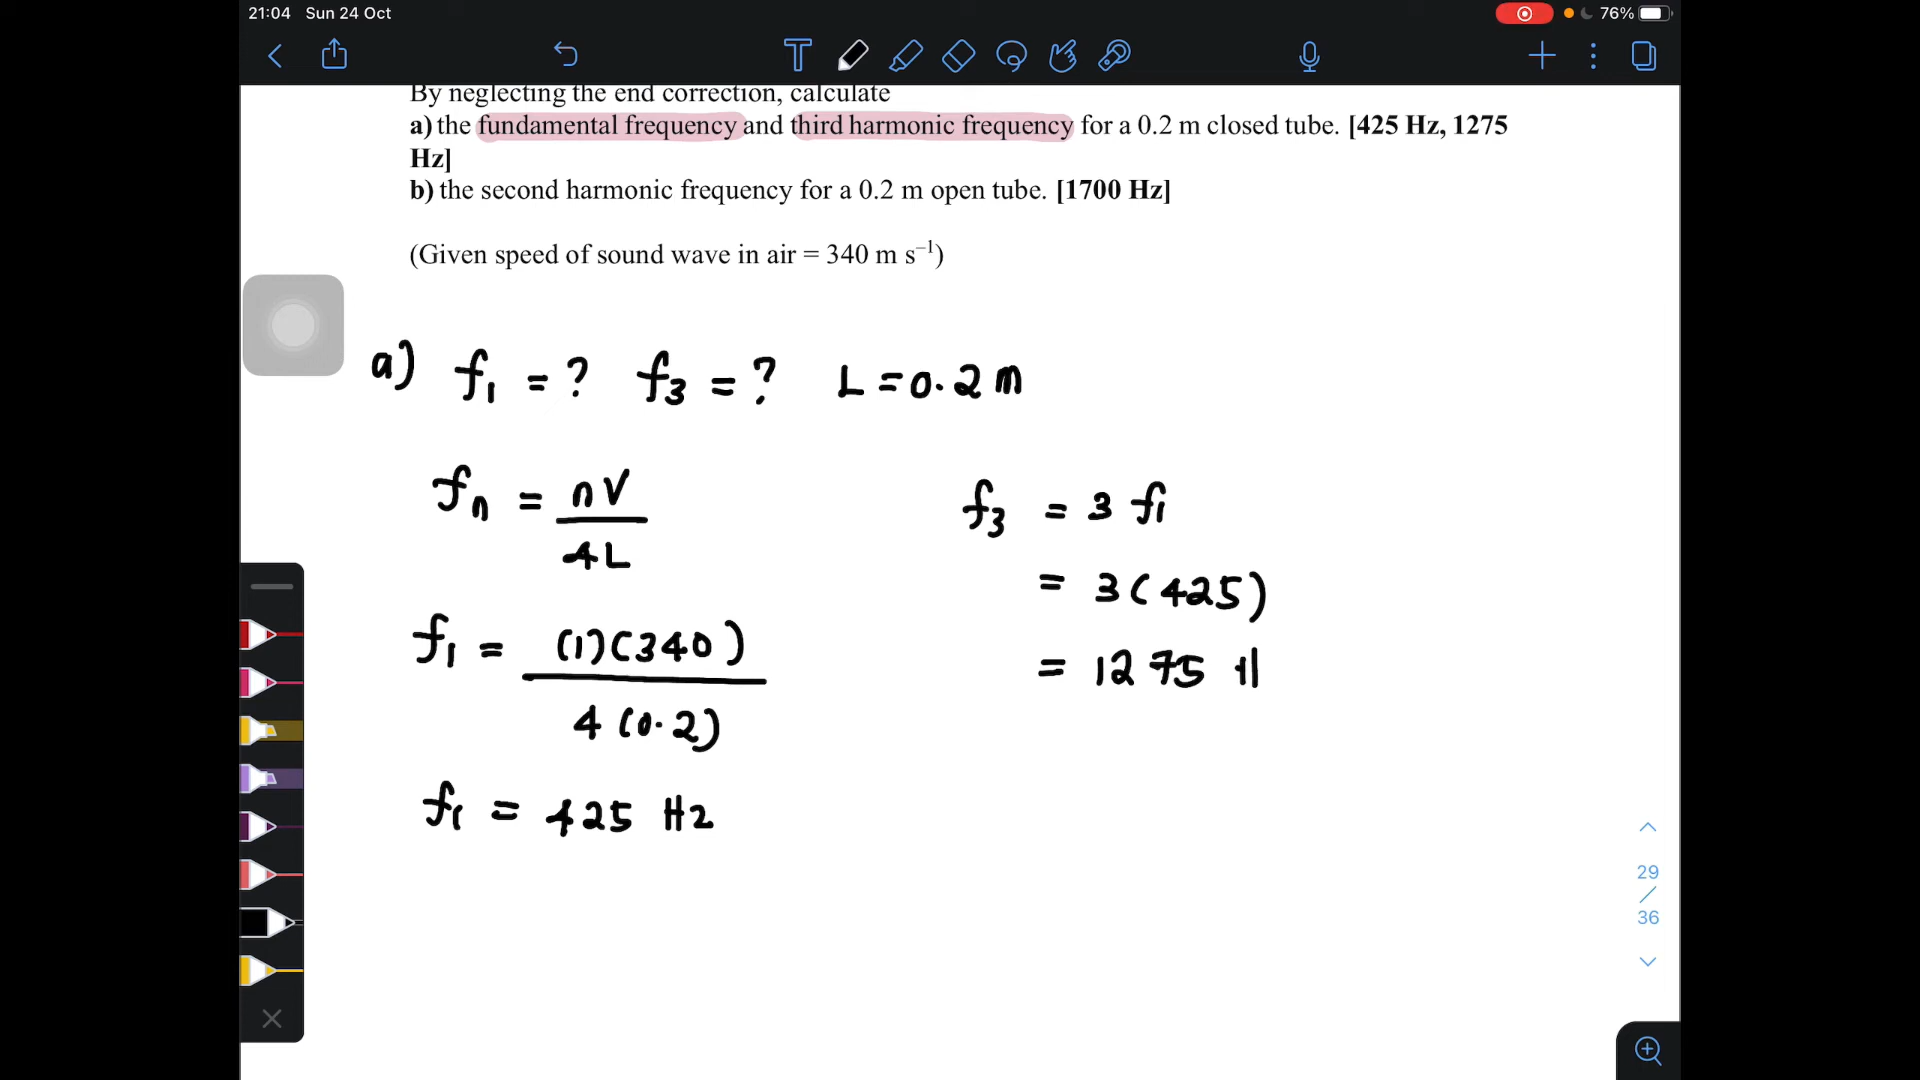 21:04 Sun 24 Oct 76%
By neglecting the end correction, calculate
a) the fundamental frequency and third harmonic frequency for a 0.2 m closed tube. [425 Hz, 1275
Hz]
b) the second harmonic frequency for a 0.2 m open tube. [1700 Hz]
(Given speed of sound wave in air = 340 m s⁻¹)
a) f₁ = ? f₃ = ? L = 0.2 m
fₙ = nV
4L
f₁ = (1)(340)
4(0.2)
f₁ = 425 Hz
f₃ = 3 f₁
= 3(425)
= 1275 H
29
/
36